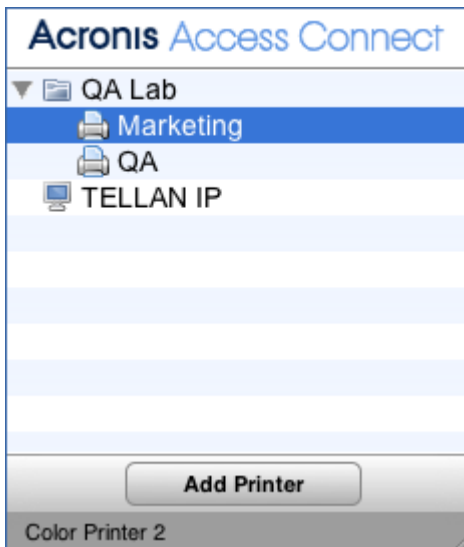 Acronis Access Connect
QA Lab
Marketing
QA
TELLAN IP
Add Printer
Color Printer 2